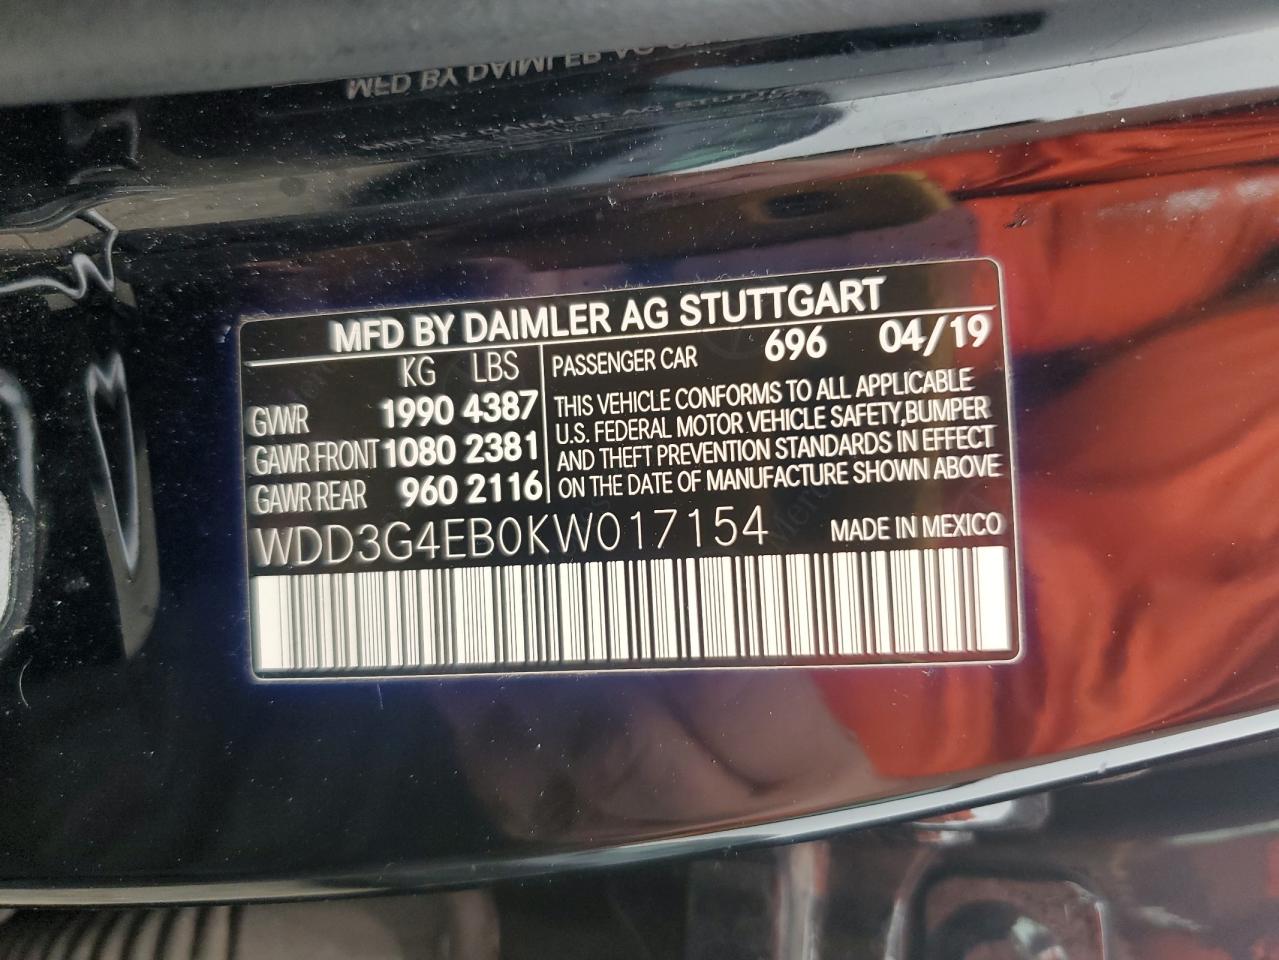 MFD BY DAIMLER AG STUTTGART
KG LBS
GVWR 1990 4387
GAWR FRONT 1080 2381
GAWR REAR 960 2116
PASSENGER CAR 696 04/19
THIS VEHICLE CONFORMS TO ALL APPLICABLE
U.S. FEDERAL MOTOR VEHICLE SAFETY, BUMPER
AND THEFT PREVENTION STANDARDS IN EFFECT
ON THE DATE OF MANUFACTURE SHOWN ABOVE
WDD3G4EB0KW017154 MADE IN MEXICO